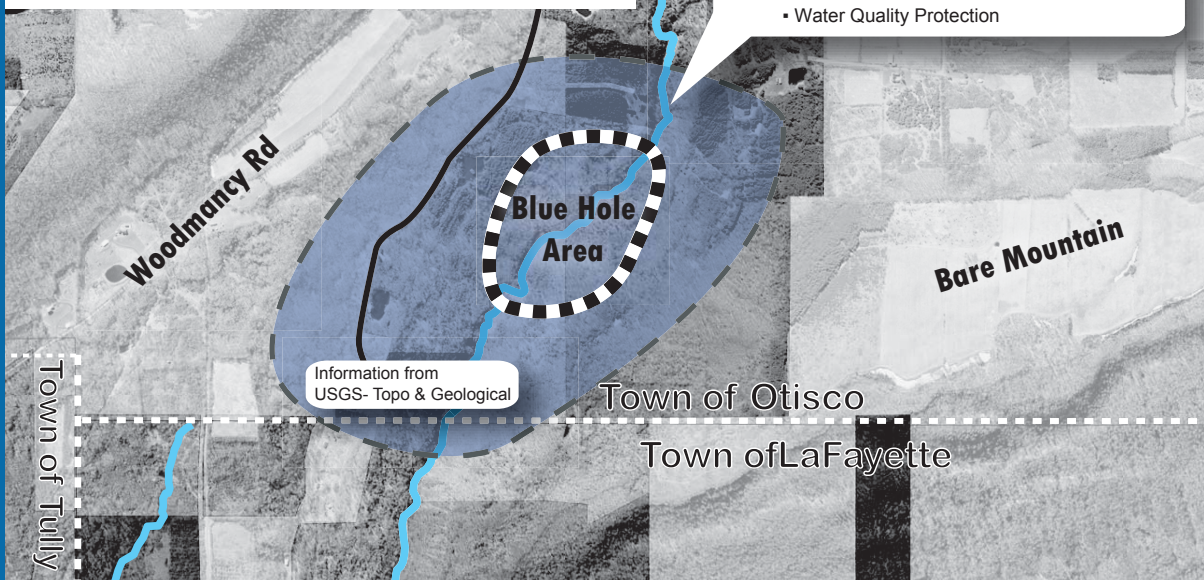 ▪ Water Quality Protection
Woodmancy Rd
Blue Hole
Area
Bare Mountain
Information from
USGS- Topo & Geological
Town of Otisco
Town ofLaFayette
Town of Tully